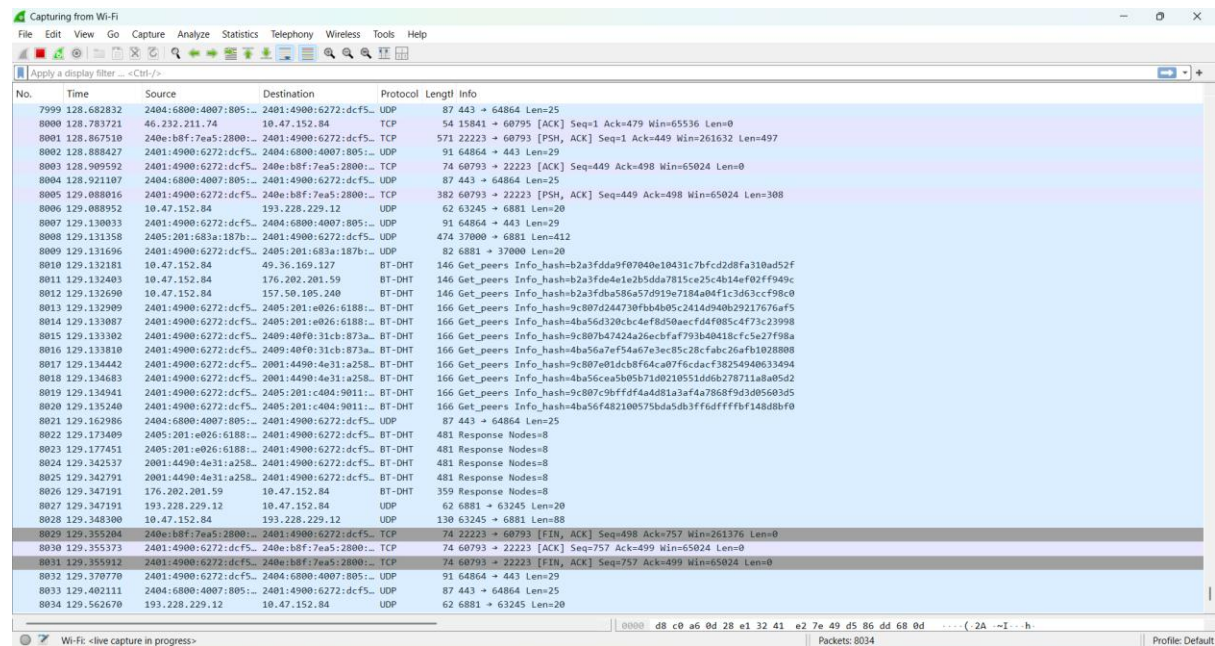 Capturing from Wi-Fi
File Edit View Go Capture Analyze Statistics Telephony Wireless Tools Help
Apply a display filter ... <Ctrl-/>
No. Time Source Destination Protocol Length Info
7999 128.682832 2404:6800:4007:805:… 2401:4900:6272:dcf5… UDP 87 443 → 64864 Len=25
8000 128.783721 46.232.211.74 10.47.152.84 TCP 54 15841 → 60795 [ACK] Seq=1 Ack=479 Win=65536 Len=0
8001 128.867510 240e:b8f:7ea5:2800:… 2401:4900:6272:dcf5… TCP 571 22223 → 60793 [PSH, ACK] Seq=1 Ack=449 Win=261632 Len=497
8002 128.888427 2401:4900:6272:dcf5… 2404:6800:4007:805:… UDP 91 64864 → 443 Len=29
8003 128.909592 2401:4900:6272:dcf5… 240e:b8f:7ea5:2800:… TCP 74 60793 → 22223 [ACK] Seq=449 Ack=498 Win=65024 Len=0
8004 128.921107 2404:6800:4007:805:… 2401:4900:6272:dcf5… UDP 87 443 → 64864 Len=25
8005 129.088016 2401:4900:6272:dcf5… 240e:b8f:7ea5:2800:… TCP 382 60793 → 22223 [PSH, ACK] Seq=449 Ack=498 Win=65024 Len=308
8006 129.088952 10.47.152.84 193.228.229.12 UDP 62 63245 → 6881 Len=20
8007 129.130033 2401:4900:6272:dcf5… 2404:6800:4007:805:… UDP 91 64864 → 443 Len=29
8008 129.131358 2405:201:683a:187b:… 2401:4900:6272:dcf5… UDP 474 37000 → 6881 Len=412
8009 129.131696 2401:4900:6272:dcf5… 2405:201:683a:187b:… UDP 82 6881 → 37000 Len=20
8010 129.132181 10.47.152.84 49.36.169.127 BT-DHT 146 Get_peers Info_hash=b2a3fdda9f07040e10431c7bfcd2d8fa310ad52f
8011 129.132403 10.47.152.84 176.202.201.59 BT-DHT 146 Get_peers Info_hash=b2a3fde4e1e2b5dda7815ce25c4b14ef02ff949c
8012 129.132690 10.47.152.84 157.50.105.240 BT-DHT 146 Get_peers Info_hash=b2a3fdba586a57d919e7184a04f1c3d63ccf98c0
8013 129.132909 2401:4900:6272:dcf5… 2405:201:e026:6188:… BT-DHT 166 Get_peers Info_hash=9c807d244730fbb4b05c2414d940b29217676af5
8014 129.133087 2401:4900:6272:dcf5… 2405:201:e026:6188:… BT-DHT 166 Get_peers Info_hash=4ba56d320cbc4ef8d50aecfd4f085c4f73c23998
8015 129.133302 2401:4900:6272:dcf5… 2409:40f0:31cb:873a… BT-DHT 166 Get_peers Info_hash=9c807b47424a26ecbfaf793b40418cfc5e27f98a
8016 129.133810 2401:4900:6272:dcf5… 2409:40f0:31cb:873a… BT-DHT 166 Get_peers Info_hash=4ba56a7ef54a67e3ec85c28cfabc26afb1028808
8017 129.134442 2401:4900:6272:dcf5… 2001:4490:4e31:a258… BT-DHT 166 Get_peers Info_hash=9c807e01dcb8f64ca07f6cdacf38254940633494
8018 129.134683 2401:4900:6272:dcf5… 2001:4490:4e31:a258… BT-DHT 166 Get_peers Info_hash=4ba56cea5b05b71d0210551dd6b278711a8a05d2
8019 129.134941 2401:4900:6272:dcf5… 2405:201:c404:9011:… BT-DHT 166 Get_peers Info_hash=9c807c9bffdf4a4d81a3af4a7868f9d3d05603d5
8020 129.135240 2401:4900:6272:dcf5… 2405:201:c404:9011:… BT-DHT 166 Get_peers Info_hash=4ba56f482100575bda5db3ff6dffffbf148d8bf0
8021 129.162986 2404:6800:4007:805:… 2401:4900:6272:dcf5… UDP 87 443 → 64864 Len=25
8022 129.173409 2405:201:e026:6188:… 2401:4900:6272:dcf5… BT-DHT 481 Response Nodes=8
8023 129.177451 2405:201:e026:6188:… 2401:4900:6272:dcf5… BT-DHT 481 Response Nodes=8
8024 129.342537 2001:4490:4e31:a258… 2401:4900:6272:dcf5… BT-DHT 481 Response Nodes=8
8025 129.342791 2001:4490:4e31:a258… 2401:4900:6272:dcf5… BT-DHT 481 Response Nodes=8
8026 129.347191 176.202.201.59 10.47.152.84 BT-DHT 359 Response Nodes=8
8027 129.347191 193.228.229.12 10.47.152.84 UDP 62 6881 → 63245 Len=20
8028 129.348300 10.47.152.84 193.228.229.12 UDP 130 63245 → 6881 Len=88
8029 129.355204 240e:b8f:7ea5:2800:… 2401:4900:6272:dcf5… TCP 74 22223 → 60793 [FIN, ACK] Seq=498 Ack=757 Win=261376 Len=0
8030 129.355373 2401:4900:6272:dcf5… 240e:b8f:7ea5:2800:… TCP 74 60793 → 22223 [ACK] Seq=757 Ack=499 Win=65024 Len=0
8031 129.355912 2401:4900:6272:dcf5… 240e:b8f:7ea5:2800:… TCP 74 60793 → 22223 [FIN, ACK] Seq=757 Ack=499 Win=65024 Len=0
8032 129.370770 2401:4900:6272:dcf5… 2404:6800:4007:805:… UDP 91 64864 → 443 Len=29
8033 129.402111 2404:6800:4007:805:… 2401:4900:6272:dcf5… UDP 87 443 → 64864 Len=25
8034 129.562670 193.228.229.12 10.47.152.84 UDP 62 6881 → 63245 Len=20
0000 d8 c0 a6 0d 28 e1 32 41 e2 7e 49 d5 86 dd 68 0d ····(·2A ·~I···h·
Wi-Fi: <live capture in progress> Packets: 8034 Profile: Default